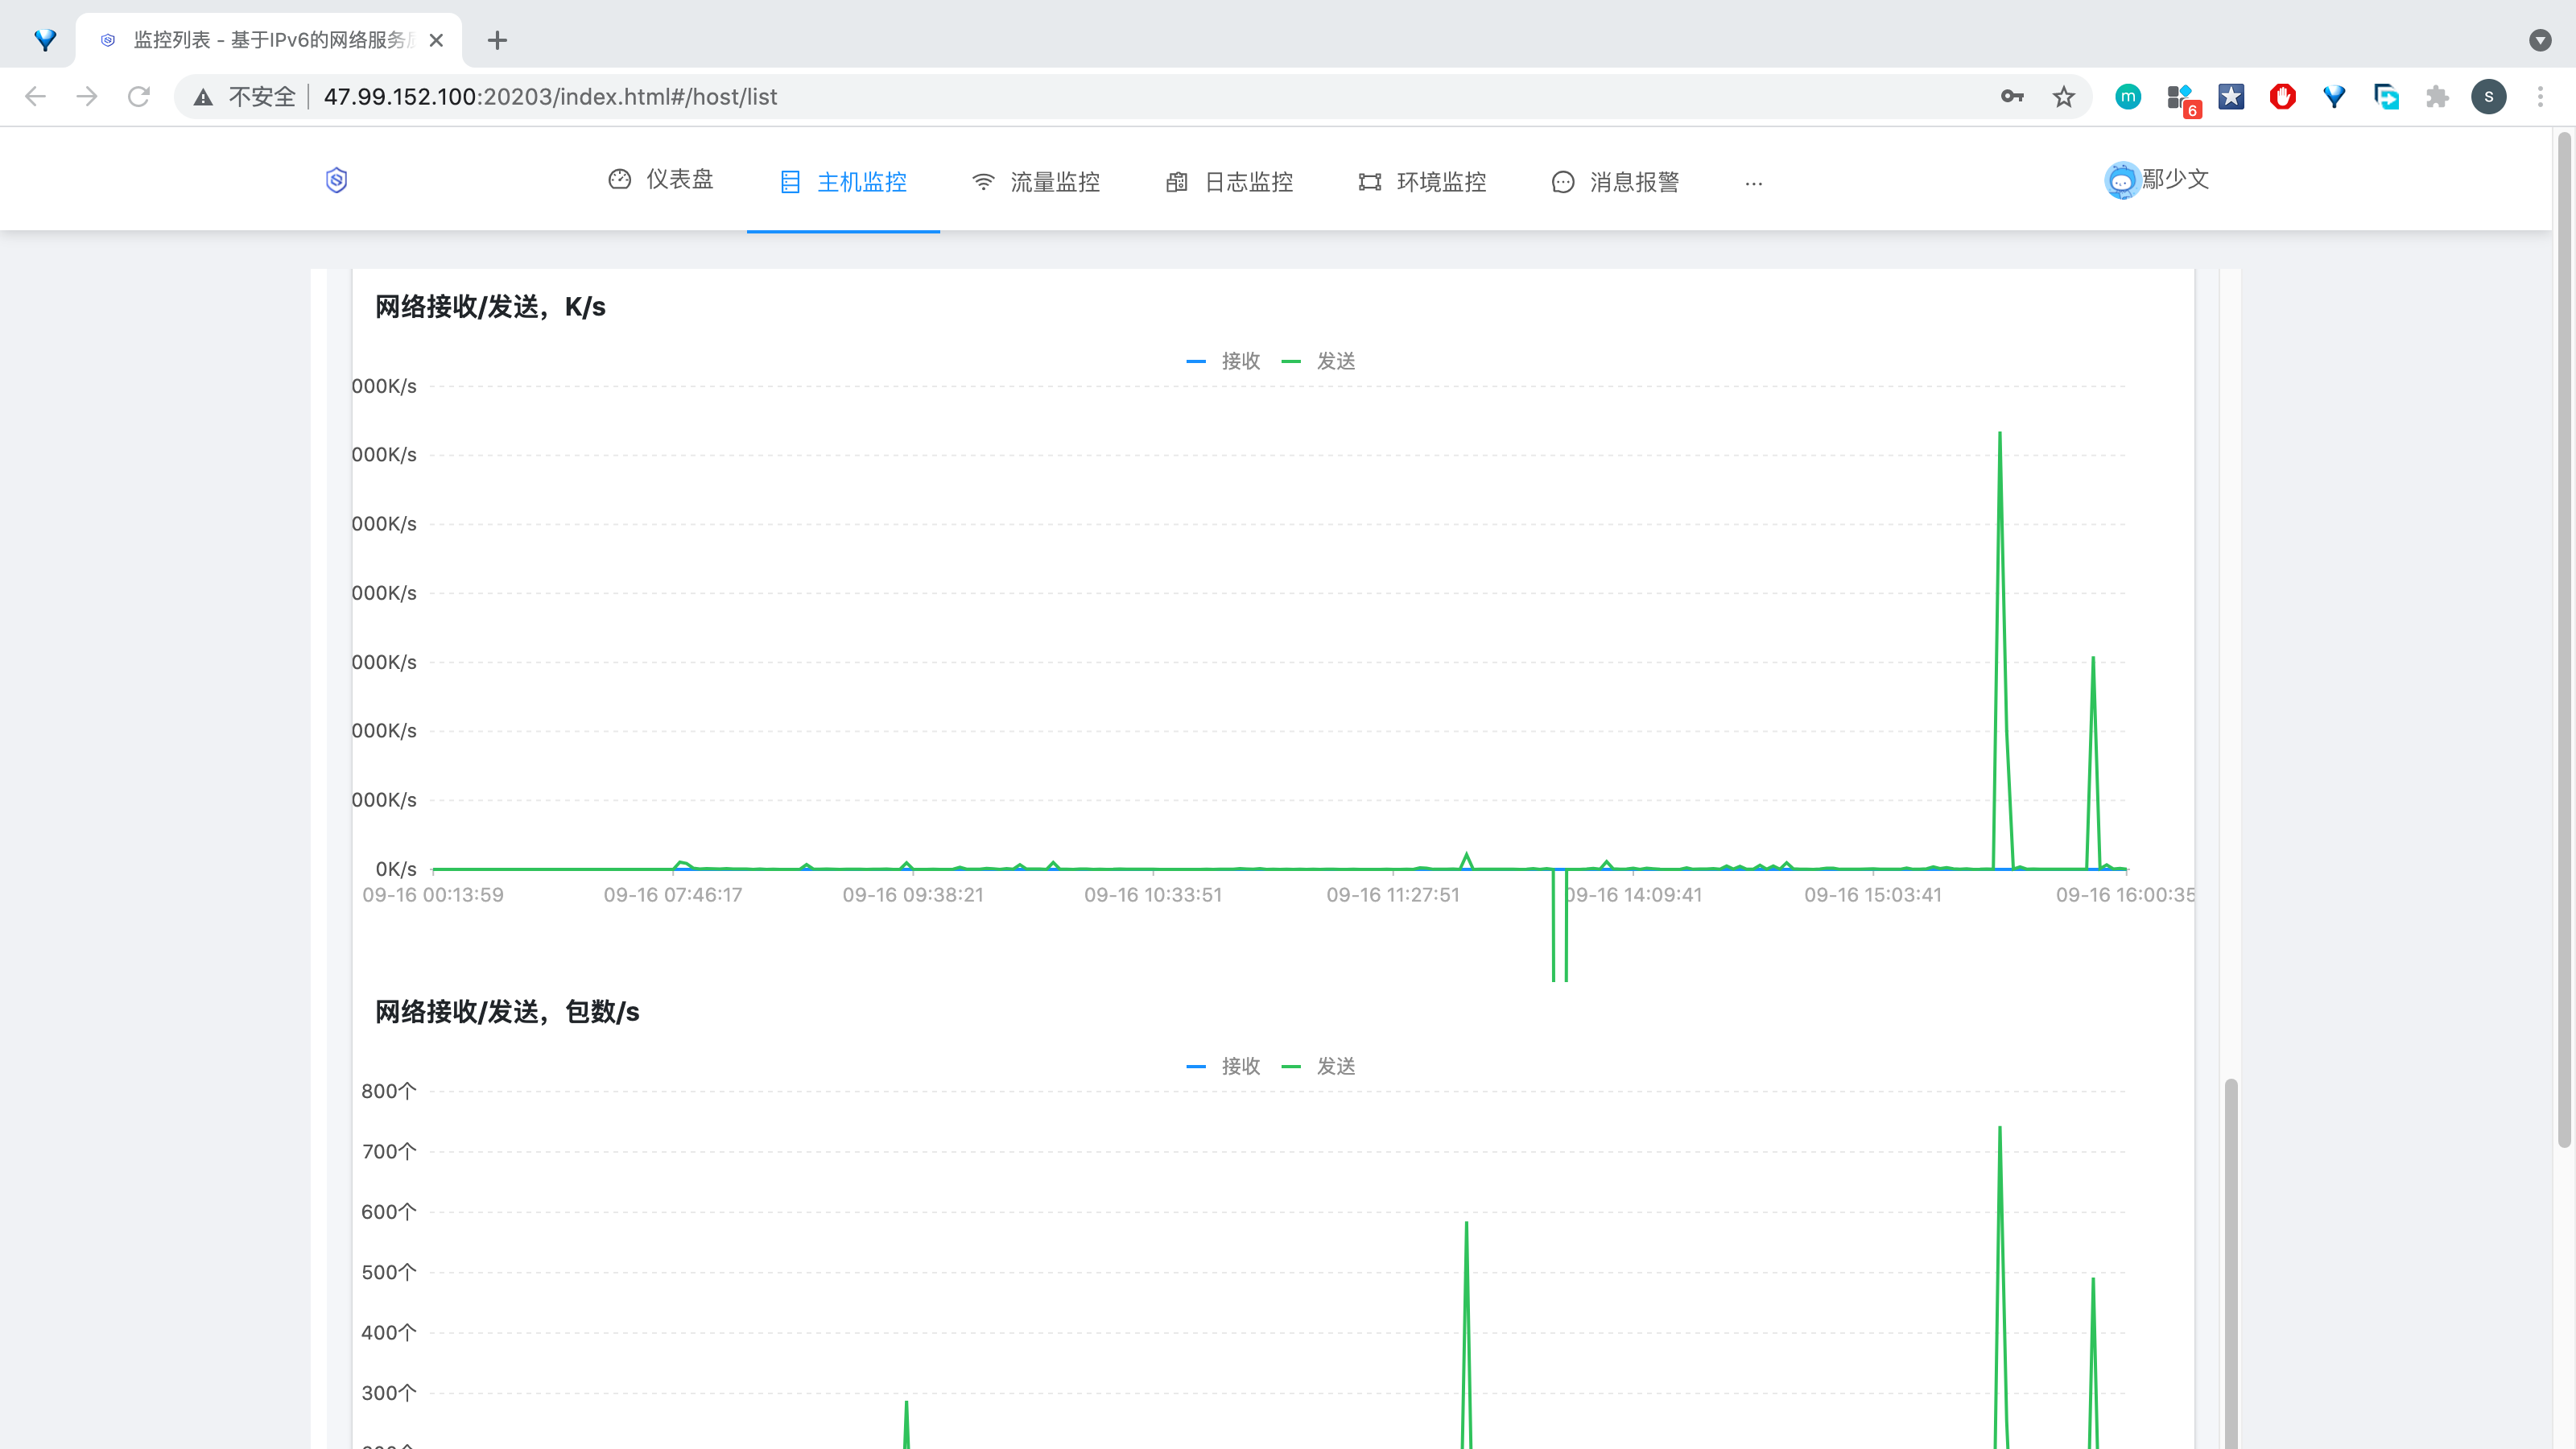 监控列表 - 基于IPv6的网络服务
不安全 47.99.152.100:20203/index.html#/host/list
m
6
S
仪表盘 主机监控 流量监控 日志监控 环境监控 消息报警 ... 鄢少文
网络接收/发送，K/s
接收 发送
000K/s
000K/s
000K/s
000K/s
000K/s
000K/s
000K/s
0K/s
09-16 00:13:59 09-16 07:46:17 09-16 09:38:21 09-16 10:33:51 09-16 11:27:51 09-16 14:09:41 09-16 15:03:41 09-16 16:00:35
网络接收/发送，包数/s
接收 发送
800个
700个
600个
500个
400个
300个